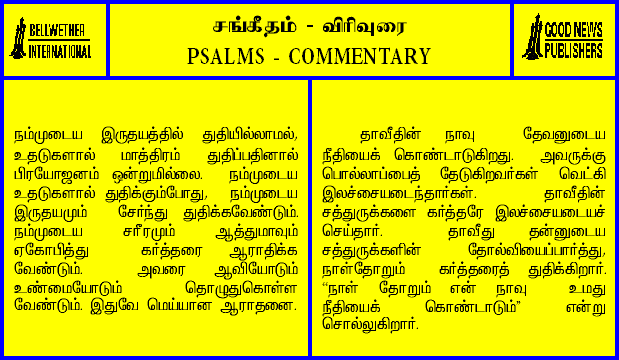 BELLWETHER
INTERNATIONAL
சங்கீதம் - விரிவுரை
PSALMS - COMMENTARY
GOOD NEWS
PUBLISHERS
நம்முடைய இருதயத்தில் துதியில்லாமல்,
உதடுகளால் மாத்திரம் துதிப்பதினால்
பிரயோஜனம் ஒன்றுமில்லை. நம்முடைய
உதடுகளால் துதிக்கும்போது, நம்முடைய
இருதயமும் சேர்ந்து துதிக்கவேண்டும்.
நம்முடைய சரீரமும் ஆத்துமாவும்
ஏகோபித்து கர்த்தரை ஆராதிக்க
வேண்டும். அவரை ஆவியோடும்
உண்மையோடும் தொழுதுகொள்ள
வேண்டும். இதுவே மெய்யான ஆராதனை.
தாவீதின் நாவு தேவனுடைய
நீதியைக் கொண்டாடுகிறது. அவருக்கு
பொல்லாப்பைத் தேடுகிறவர்கள் வெட்கி
இலச்சையடைந்தார்கள். தாவீதின்
சத்துருக்களை கர்த்தரே இலச்சையடையச்
செய்தார். தாவீது தன்னுடைய
சத்துருக்களின் தோல்வியைப்பார்த்து,
நாள்தோறும் கர்த்தரைத் துதிக்கிறார்.
“நாள் தோறும் என் நாவு உமது
நீதியைக் கொண்டாடும்” என்று
சொல்லுகிறார்.